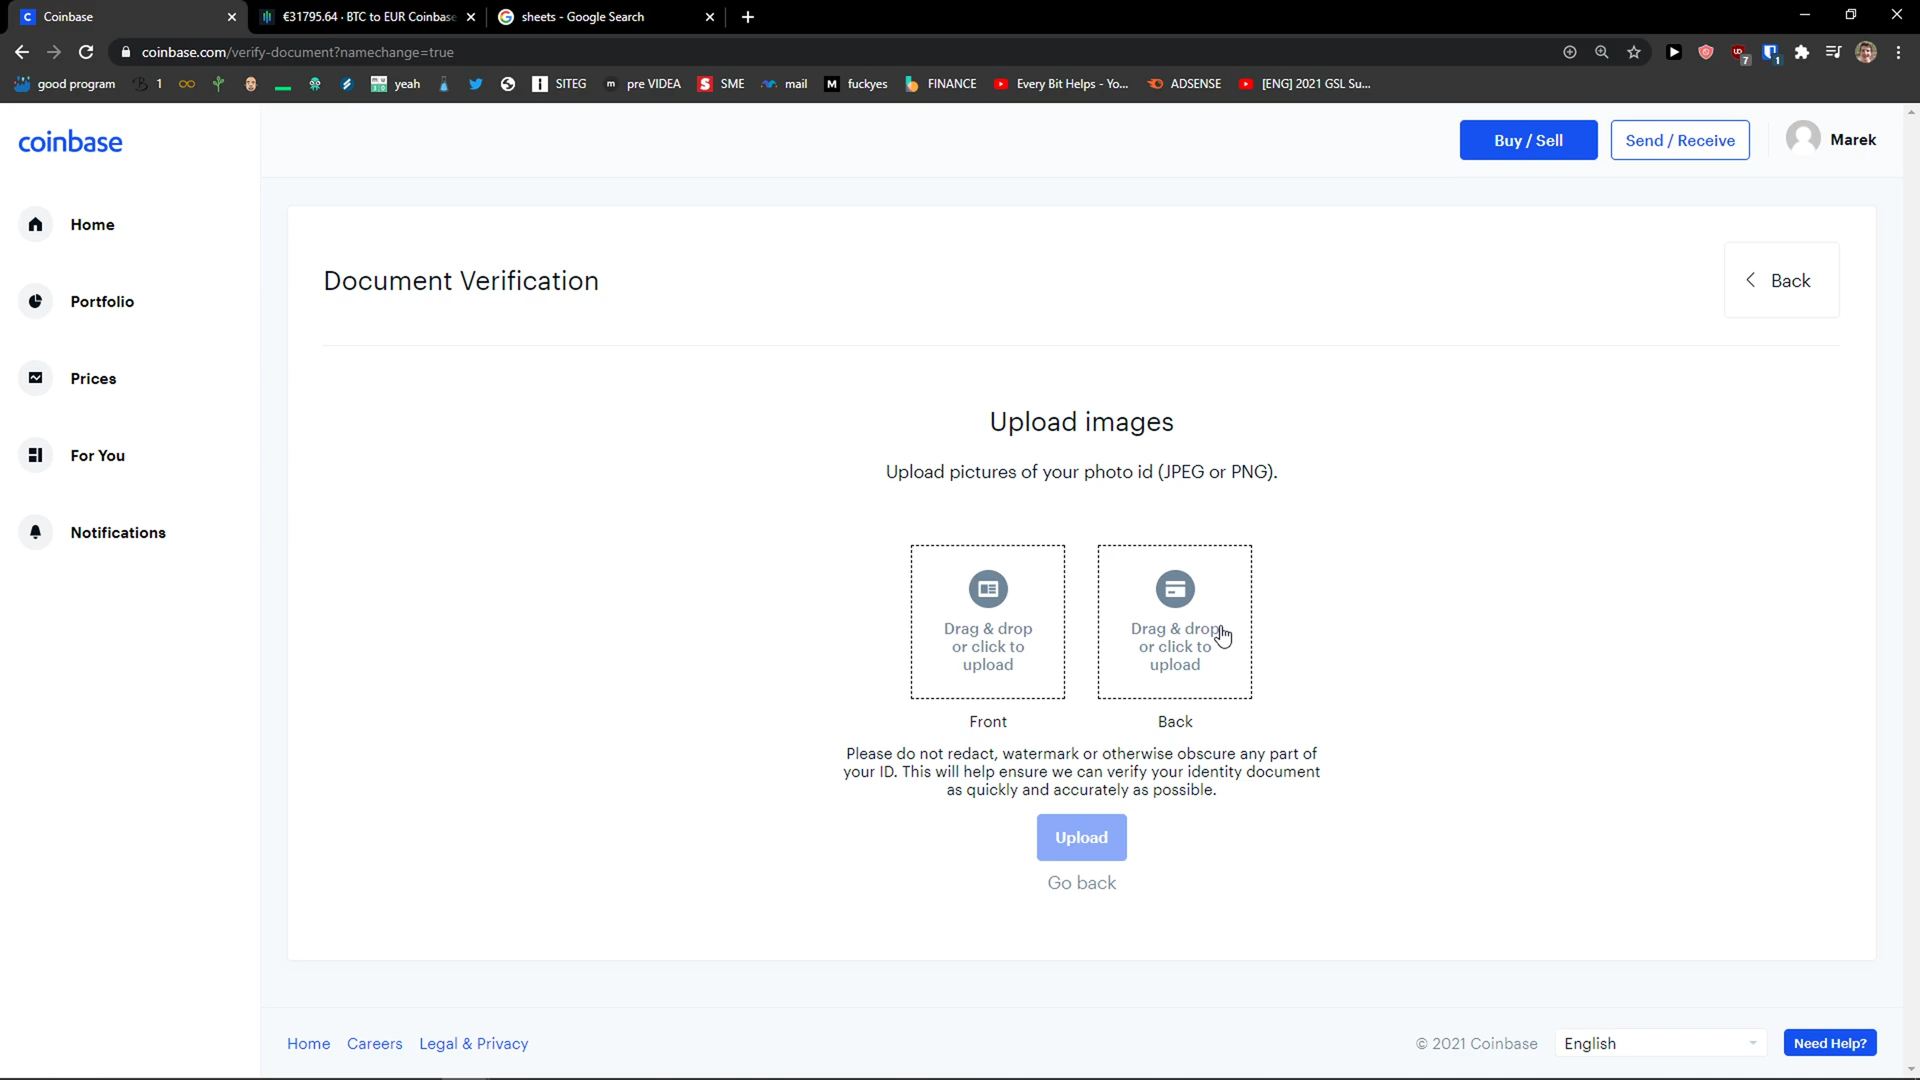 Coinbase
€31795.64 · BTC to EUR Coinbase
sheets - Google Search
coinbase.com/verify-document?namechange=true
7
1
good program
1
yeah
SITEG
pre VIDEA
SME
mail
fuckyes
FINANCE
Every Bit Helps - Yo...
ADSENSE
[ENG] 2021 GSL Su...
coinbase
Buy / Sell
Send / Receive
Marek
Home
Portfolio
Prices
For You
Notifications
Document Verification
Back
Upload images
Upload pictures of your photo id (JPEG or PNG).
Drag & drop
or click to
upload
Drag & drop
or click to
upload
Front
Back
Please do not redact, watermark or otherwise obscure any part of
your ID. This will help ensure we can verify your identity document
as quickly and accurately as possible.
Upload
Go back
Home
Careers
Legal & Privacy
© 2021 Coinbase
English
Need Help?